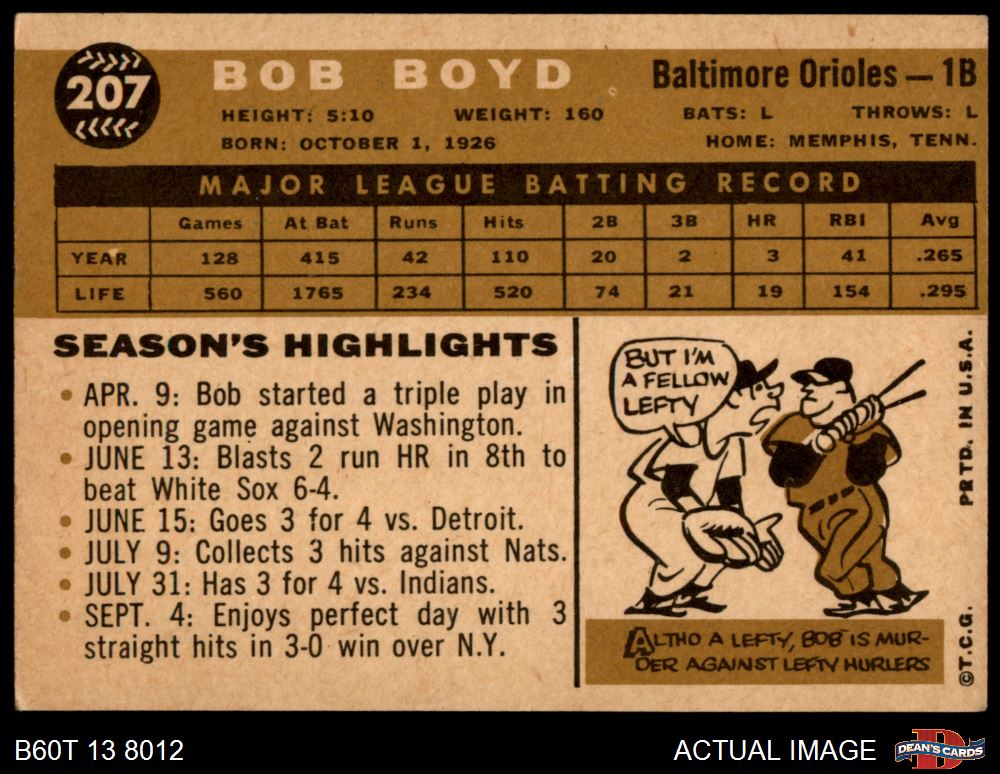 207
BOB BOYD
Baltimore Orioles — 1B
HEIGHT: 5:10 WEIGHT: 160 BATS: L THROWS: L
BORN: OCTOBER 1, 1926 HOME: MEMPHIS, TENN.
MAJOR LEAGUE BATTING RECORD
Games At Bat Runs Hits 2B 3B HR RBI Avg
YEAR 128 415 42 110 20 2 3 41 .265
LIFE 560 1765 234 520 74 21 19 154 .295
SEASON'S HIGHLIGHTS
• APR. 9: Bob started a triple play in
opening game against Washington.
• JUNE 13: Blasts 2 run HR in 8th to
beat White Sox 6-4.
• JUNE 15: Goes 3 for 4 vs. Detroit.
• JULY 9: Collects 3 hits against Nats.
• JULY 31: Has 3 for 4 vs. Indians.
• SEPT. 4: Enjoys perfect day with 3
straight hits in 3-0 win over N.Y.
BUT I'M
A FELLOW
LEFTY
ALTHO A LEFTY, BOB IS MUR-
DER AGAINST LEFTY HURLERS
©T.C.G. PRTD. IN U.S.A.
B60T 13 8012
ACTUAL IMAGE
D
DEAN'S CARDS